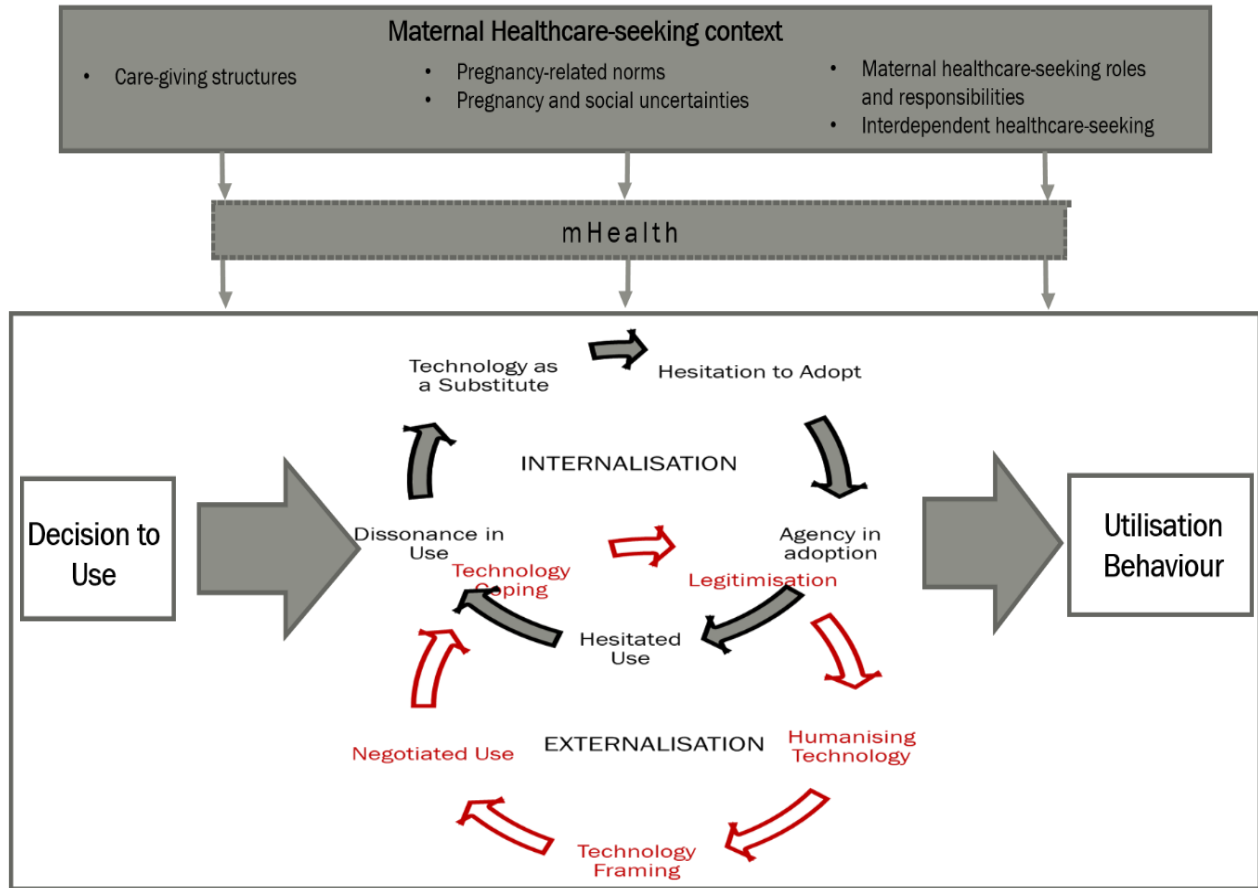 Maternal Healthcare-seeking context
• Care-giving structures
• Pregnancy-related norms
• Pregnancy and social uncertainties
• Maternal healthcare-seeking roles
and responsibilities
• Interdependent healthcare-seeking
mHealth
Technology as
a Substitute
Hesitation to Adopt
INTERNALISATION
Decision to
Use
Dissonance in
Use
Agency in
adoption
Technology
Coping
Legitimisation
Hesitated
Use
Utilisation
Behaviour
Negotiated Use
EXTERNALISATION
Humanising
Technology
Technology
Framing